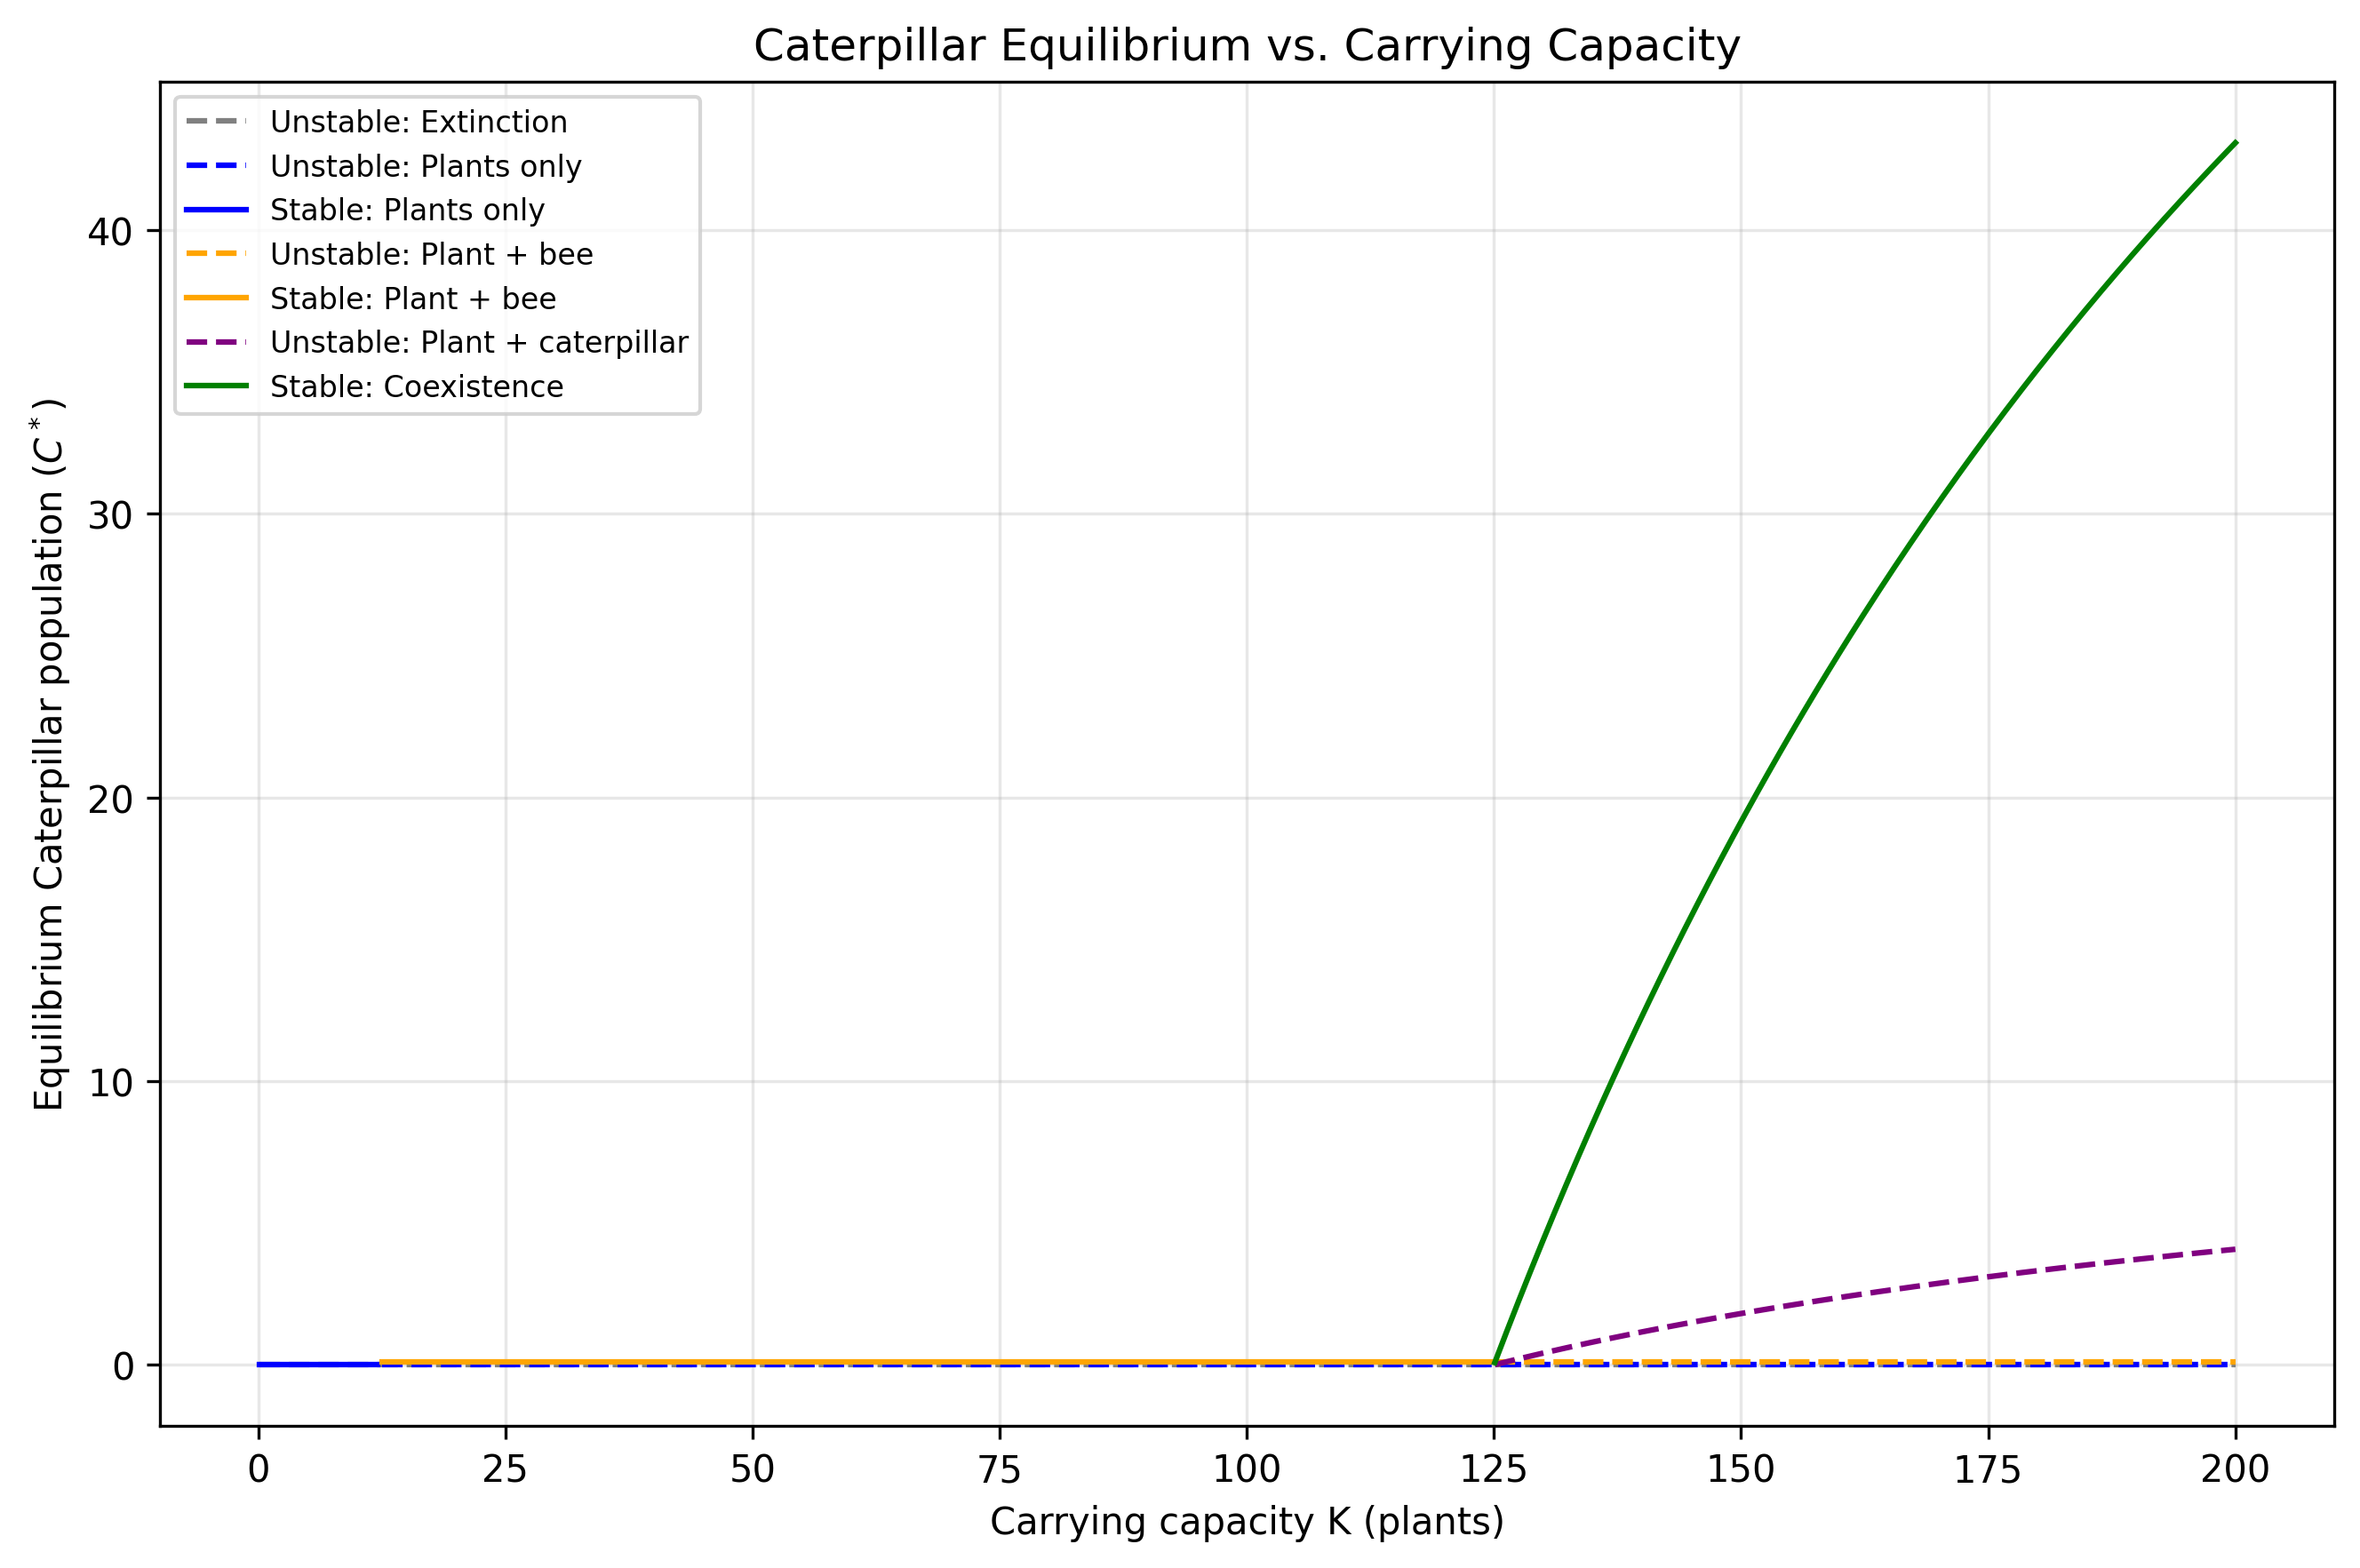 Caterpillar Equilibrium vs. Carrying Capacity
Unstable: Extinction
Unstable: Plants only
Stable: Plants only
Unstable: Plant + bee
Stable: Plant + bee
Unstable: Plant + caterpillar
Stable: Coexistence
Equilibrium Caterpillar population (C*)
40
30
20
10
0
0 25 50 75 100 125 150 175 200
Carrying capacity K (plants)